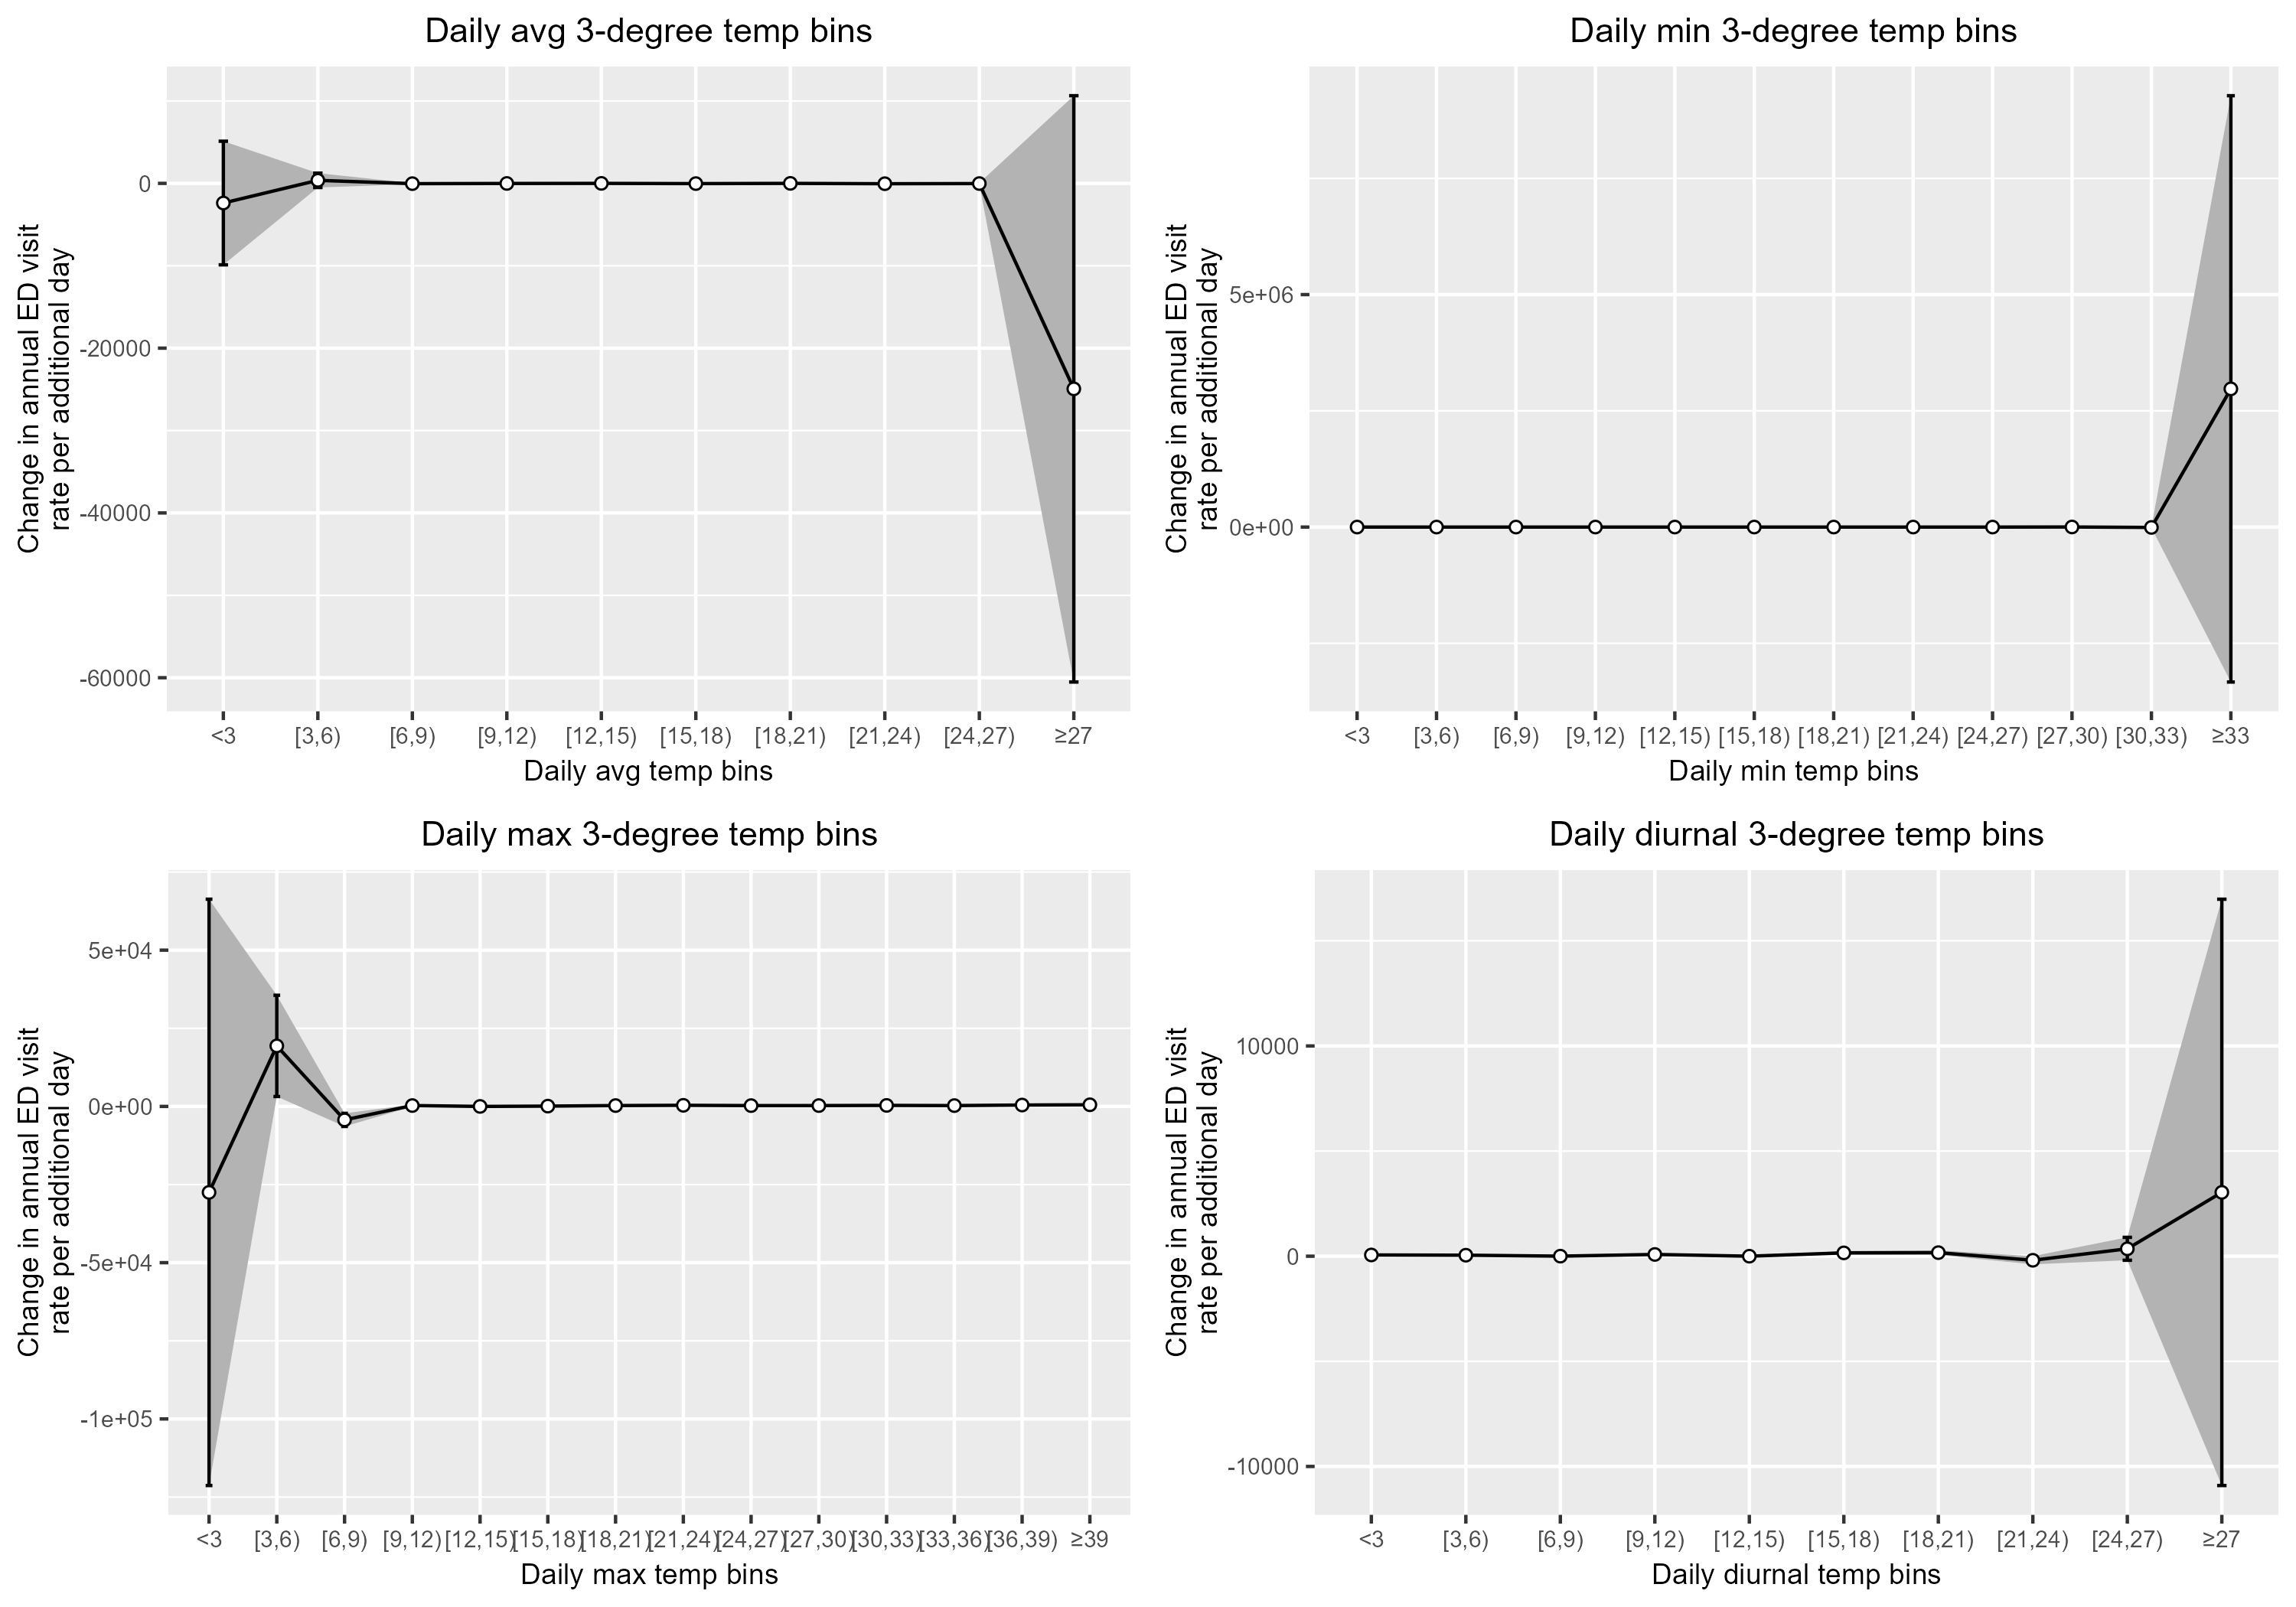 Daily avg 3-degree temp bins
Change in annual ED visit
rate per additional day
0
-20000
-40000
-60000
<3 [3,6) [6,9) [9,12) [12,15) [15,18) [18,21) [21,24) [24,27) ≥27
Daily avg temp bins
Daily min 3-degree temp bins
Change in annual ED visit
rate per additional day
5e+06
0e+00
<3 [3,6) [6,9) [9,12) [12,15) [15,18) [18,21) [21,24) [24,27) [27,30) [30,33) ≥33
Daily min temp bins
Daily max 3-degree temp bins
Change in annual ED visit
rate per additional day
5e+04
0e+00
-5e+04
-1e+05
<3 [3,6) [6,9) [9,12) [12,15) [15,18) [18,21) [21,24) [24,27) [27,30) [30,33) [33,36) [36,39) ≥39
Daily max temp bins
Daily diurnal 3-degree temp bins
Change in annual ED visit
rate per additional day
10000
0
-10000
<3 [3,6) [6,9) [9,12) [12,15) [15,18) [18,21) [21,24) [24,27) ≥27
Daily diurnal temp bins